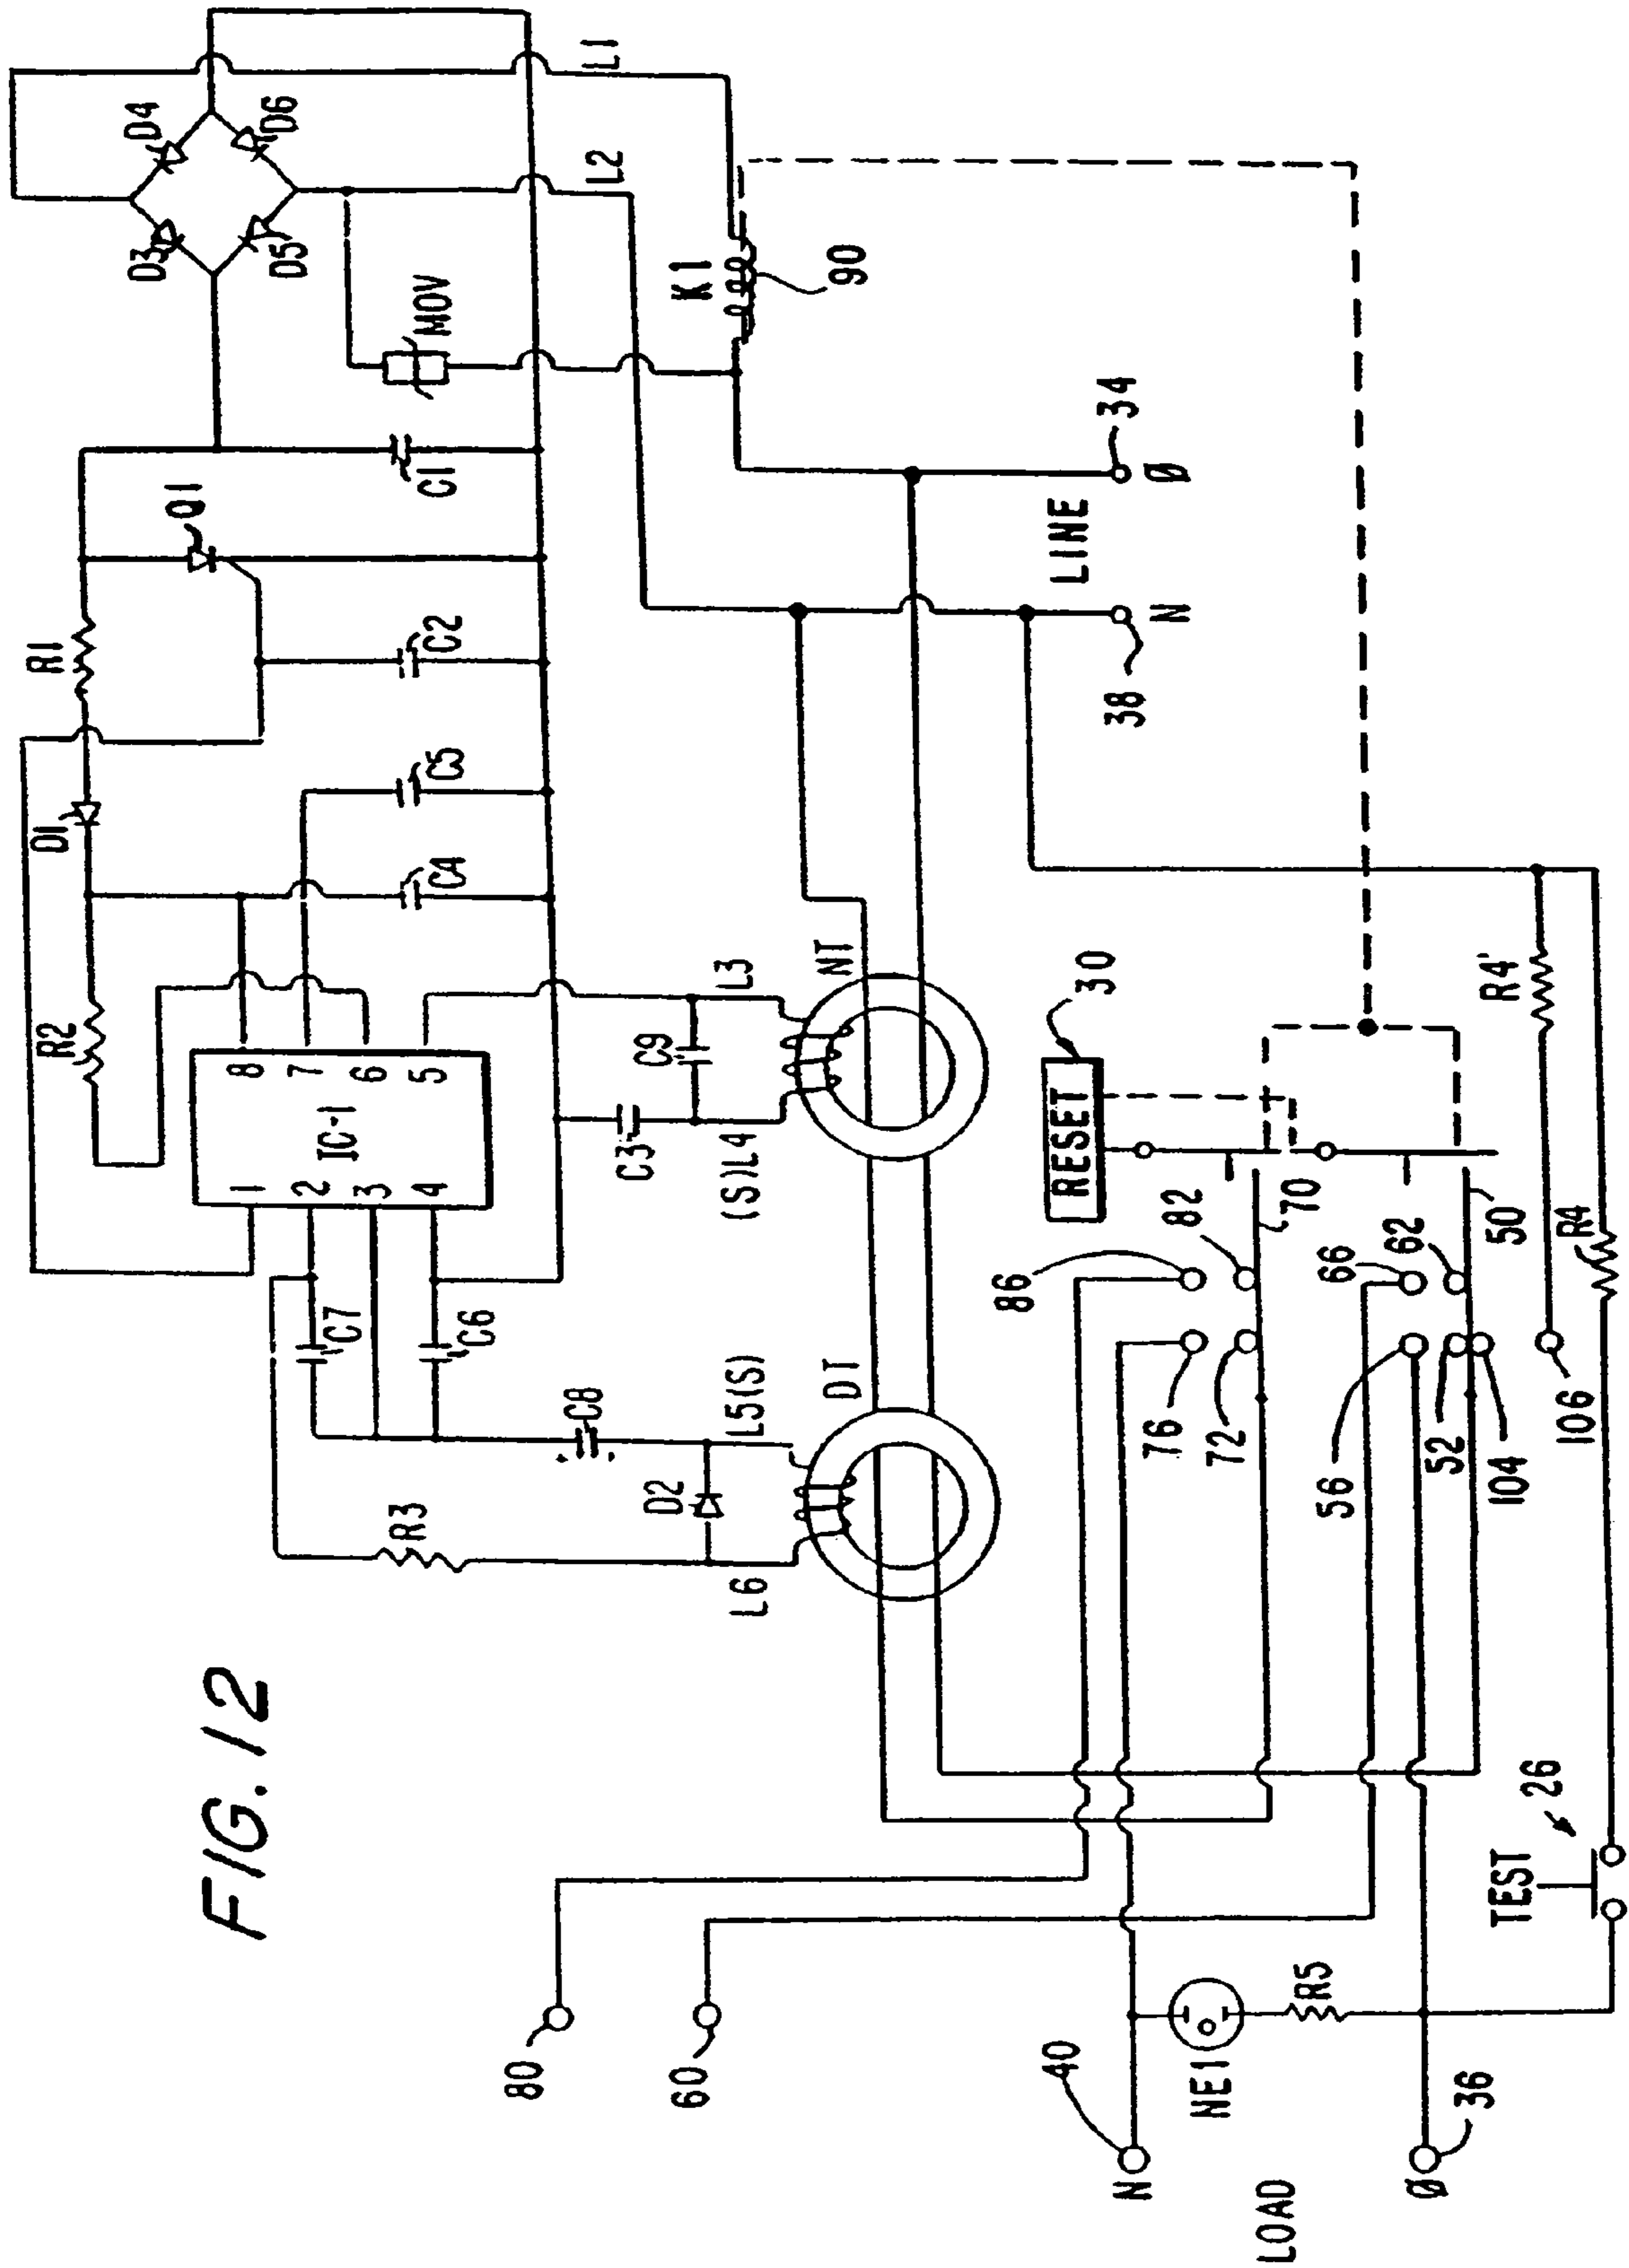 FIG. 12
R1
D1
R2
Q1
D3
D4
D5
D6
L1
L2
MOV
C1
C2
C5
C4
IC-1
8
7
6
5
1
2
3
4
C7
C6
C8
R3
D2
L6
L5(S)
DT
C9
C3
(S)L4
L3
NT
K1
90
LINE
34
Ø
38
N
RESET
30
86
82
70
76
72
66
62
50
56
52
104
106
R4'
R4
TEST
26
80
60
40
N
NE1
R5
36
Ø
LOAD